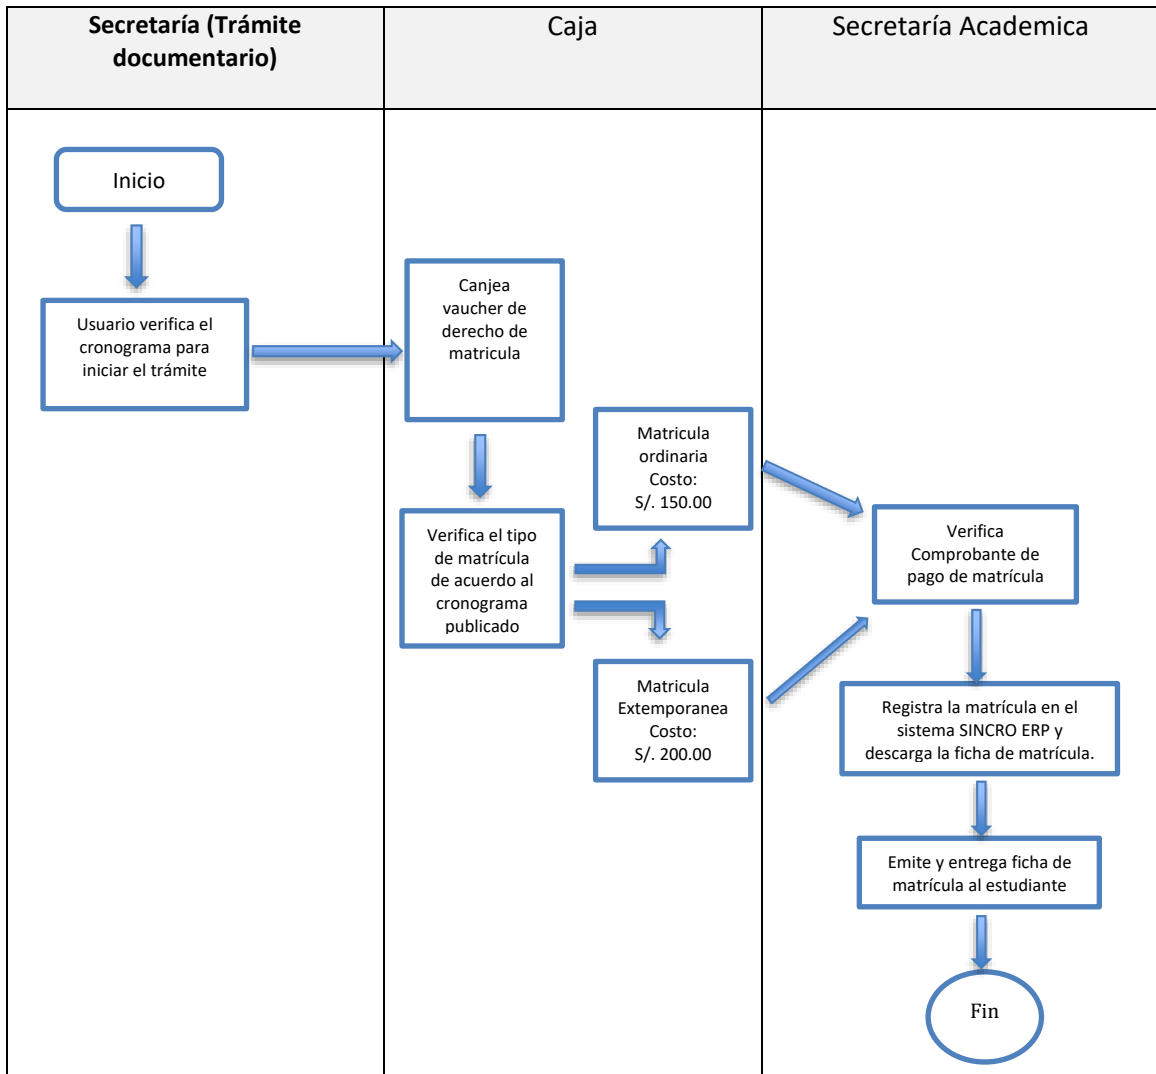 Secretaría (Trámite
documentario)
Caja
Secretaría Academica
Inicio
Usuario verifica el
cronograma para
iniciar el trámite
Canjea
vaucher de
derecho de
matricula
Verifica el tipo
de matrícula
de acuerdo al
cronograma
publicado
Matricula
ordinaria
Costo:
S/. 150.00
Matricula
Extemporanea
Costo:
S/. 200.00
Verifica
Comprobante de
pago de matrícula
Registra la matrícula en el
sistema SINCRO ERP y
descarga la ficha de matrícula.
Emite y entrega ficha de
matrícula al estudiante
Fin